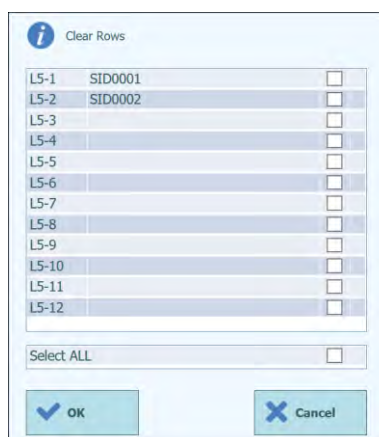 Clear Rows
L5-1 SID0001
L5-2 SID0002
L5-3
L5-4
L5-5
L5-6
L5-7
L5-8
L5-9
L5-10
L5-11
L5-12
Select ALL
OK
Cancel